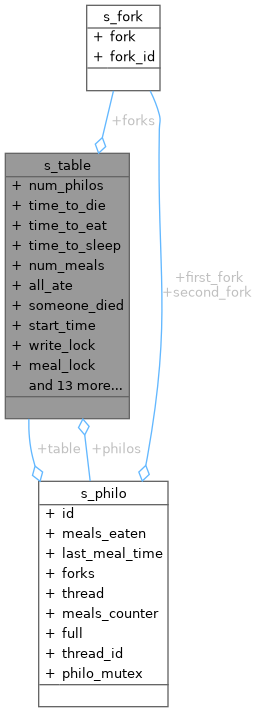 s_fork
+ fork
+ fork_id
+forks
s_table
+ num_philos
+ time_to_die
+ time_to_eat
+ time_to_sleep
+ num_meals
+ all_ate
+ someone_died
+ start_time
+ write_lock
+ meal_lock
and 13 more...
+first_fork
+second_fork
+table
+philos
s_philo
+ id
+ meals_eaten
+ last_meal_time
+ forks
+ thread
+ meals_counter
+ full
+ thread_id
+ philo_mutex